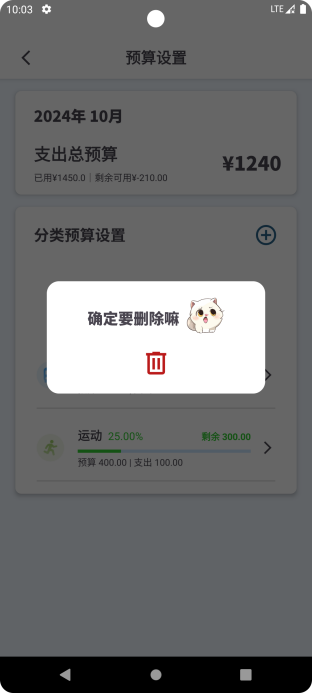 10:03
LTE
预算设置
2024年 10月
支出总预算
¥1240
已用¥1450.0｜剩余可用¥-210.00
分类预算设置
确定要删除嘛
运动 25.00% 剩余 300.00
预算 400.00 | 支出 100.00